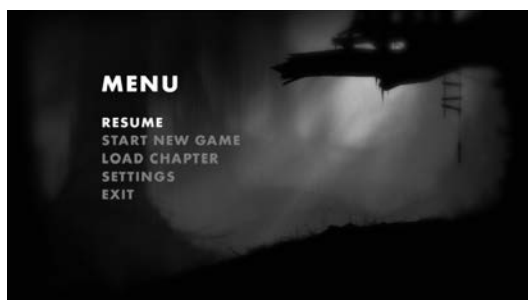 MENU
RESUME
START NEW GAME
LOAD CHAPTER
SETTINGS
EXIT